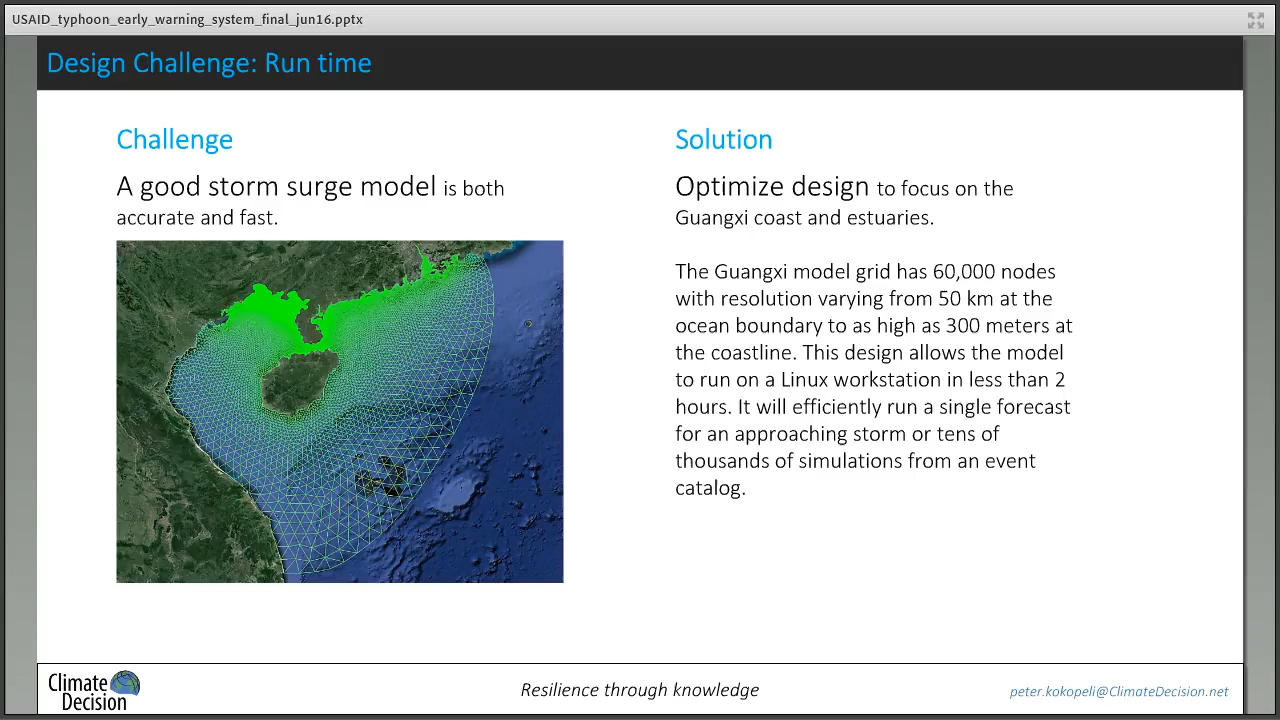 USAID_typhoon_early_warning_system_final_jun16.pptx
Design Challenge: Run time
Challenge
A good storm surge model is both
accurate and fast.
Solution
Optimize design to focus on the
Guangxi coast and estuaries.
The Guangxi model grid has 60,000 nodes
with resolution varying from 50 km at the
ocean boundary to as high as 300 meters at
the coastline. This design allows the model
to run on a Linux workstation in less than 2
hours. It will efficiently run a single forecast
for an approaching storm or tens of
thousands of simulations from an event
catalog.
Climate
Decision
Resilience through knowledge
peter.kokopeli@ClimateDecision.net